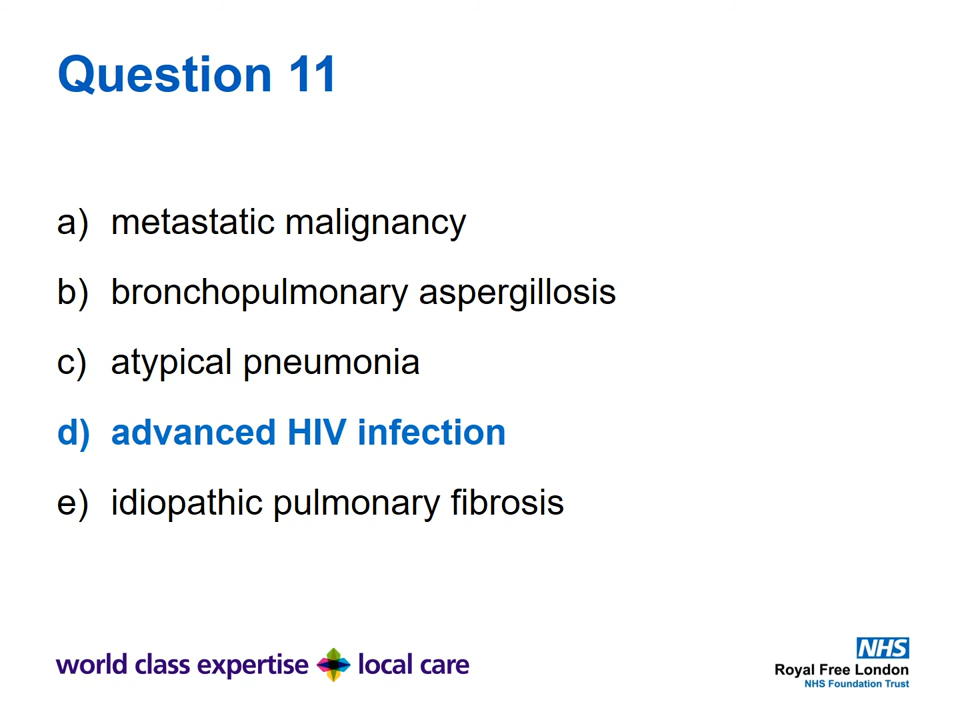 Question 11
a) metastatic malignancy
b) bronchopulmonary aspergillosis
c) atypical pneumonia
d) advanced HIV infection
e) idiopathic pulmonary fibrosis
world class expertise local care
NHS
Royal Free London
NHS Foundation Trust